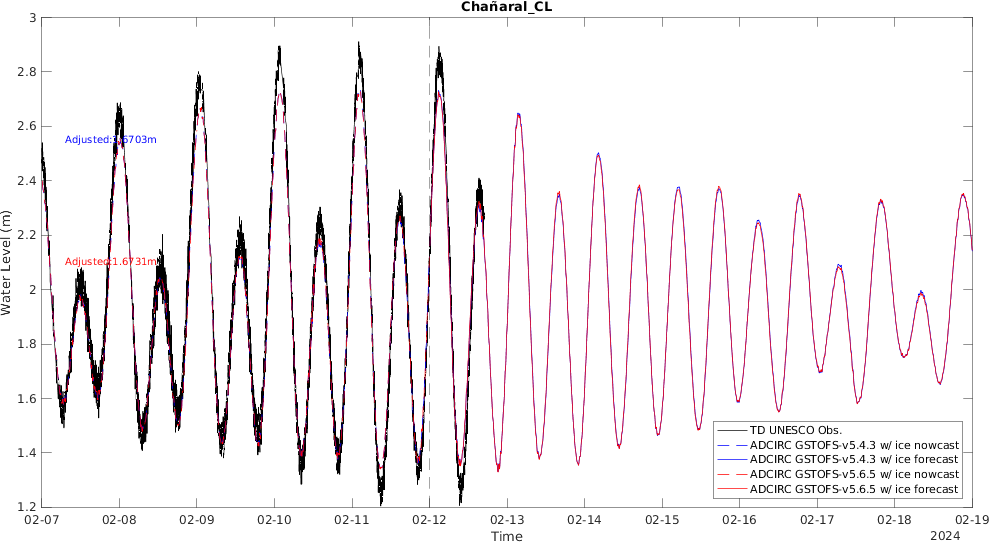 Chañaral_CL
Water Level (m)
3
2.8
2.6
2.4
2.2
2
1.8
1.6
1.4
1.2
Adjusted:1.6703m
Adjusted:1.6731m
TD UNESCO Obs.
ADCIRC GSTOFS-v5.4.3 w/ ice nowcast
ADCIRC GSTOFS-v5.4.3 w/ ice forecast
ADCIRC GSTOFS-v5.6.5 w/ ice nowcast
ADCIRC GSTOFS-v5.6.5 w/ ice forecast
02-07 02-08 02-09 02-10 02-11 02-12 02-13 02-14 02-15 02-16 02-17 02-18 02-19
Time
2024